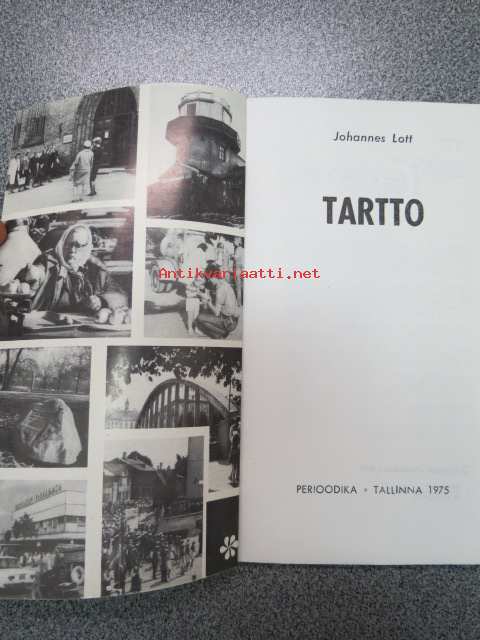 Johannes Lott
TARTTO
Antikvariaatti.net
PERIOODIKA • TALLINNA 1975